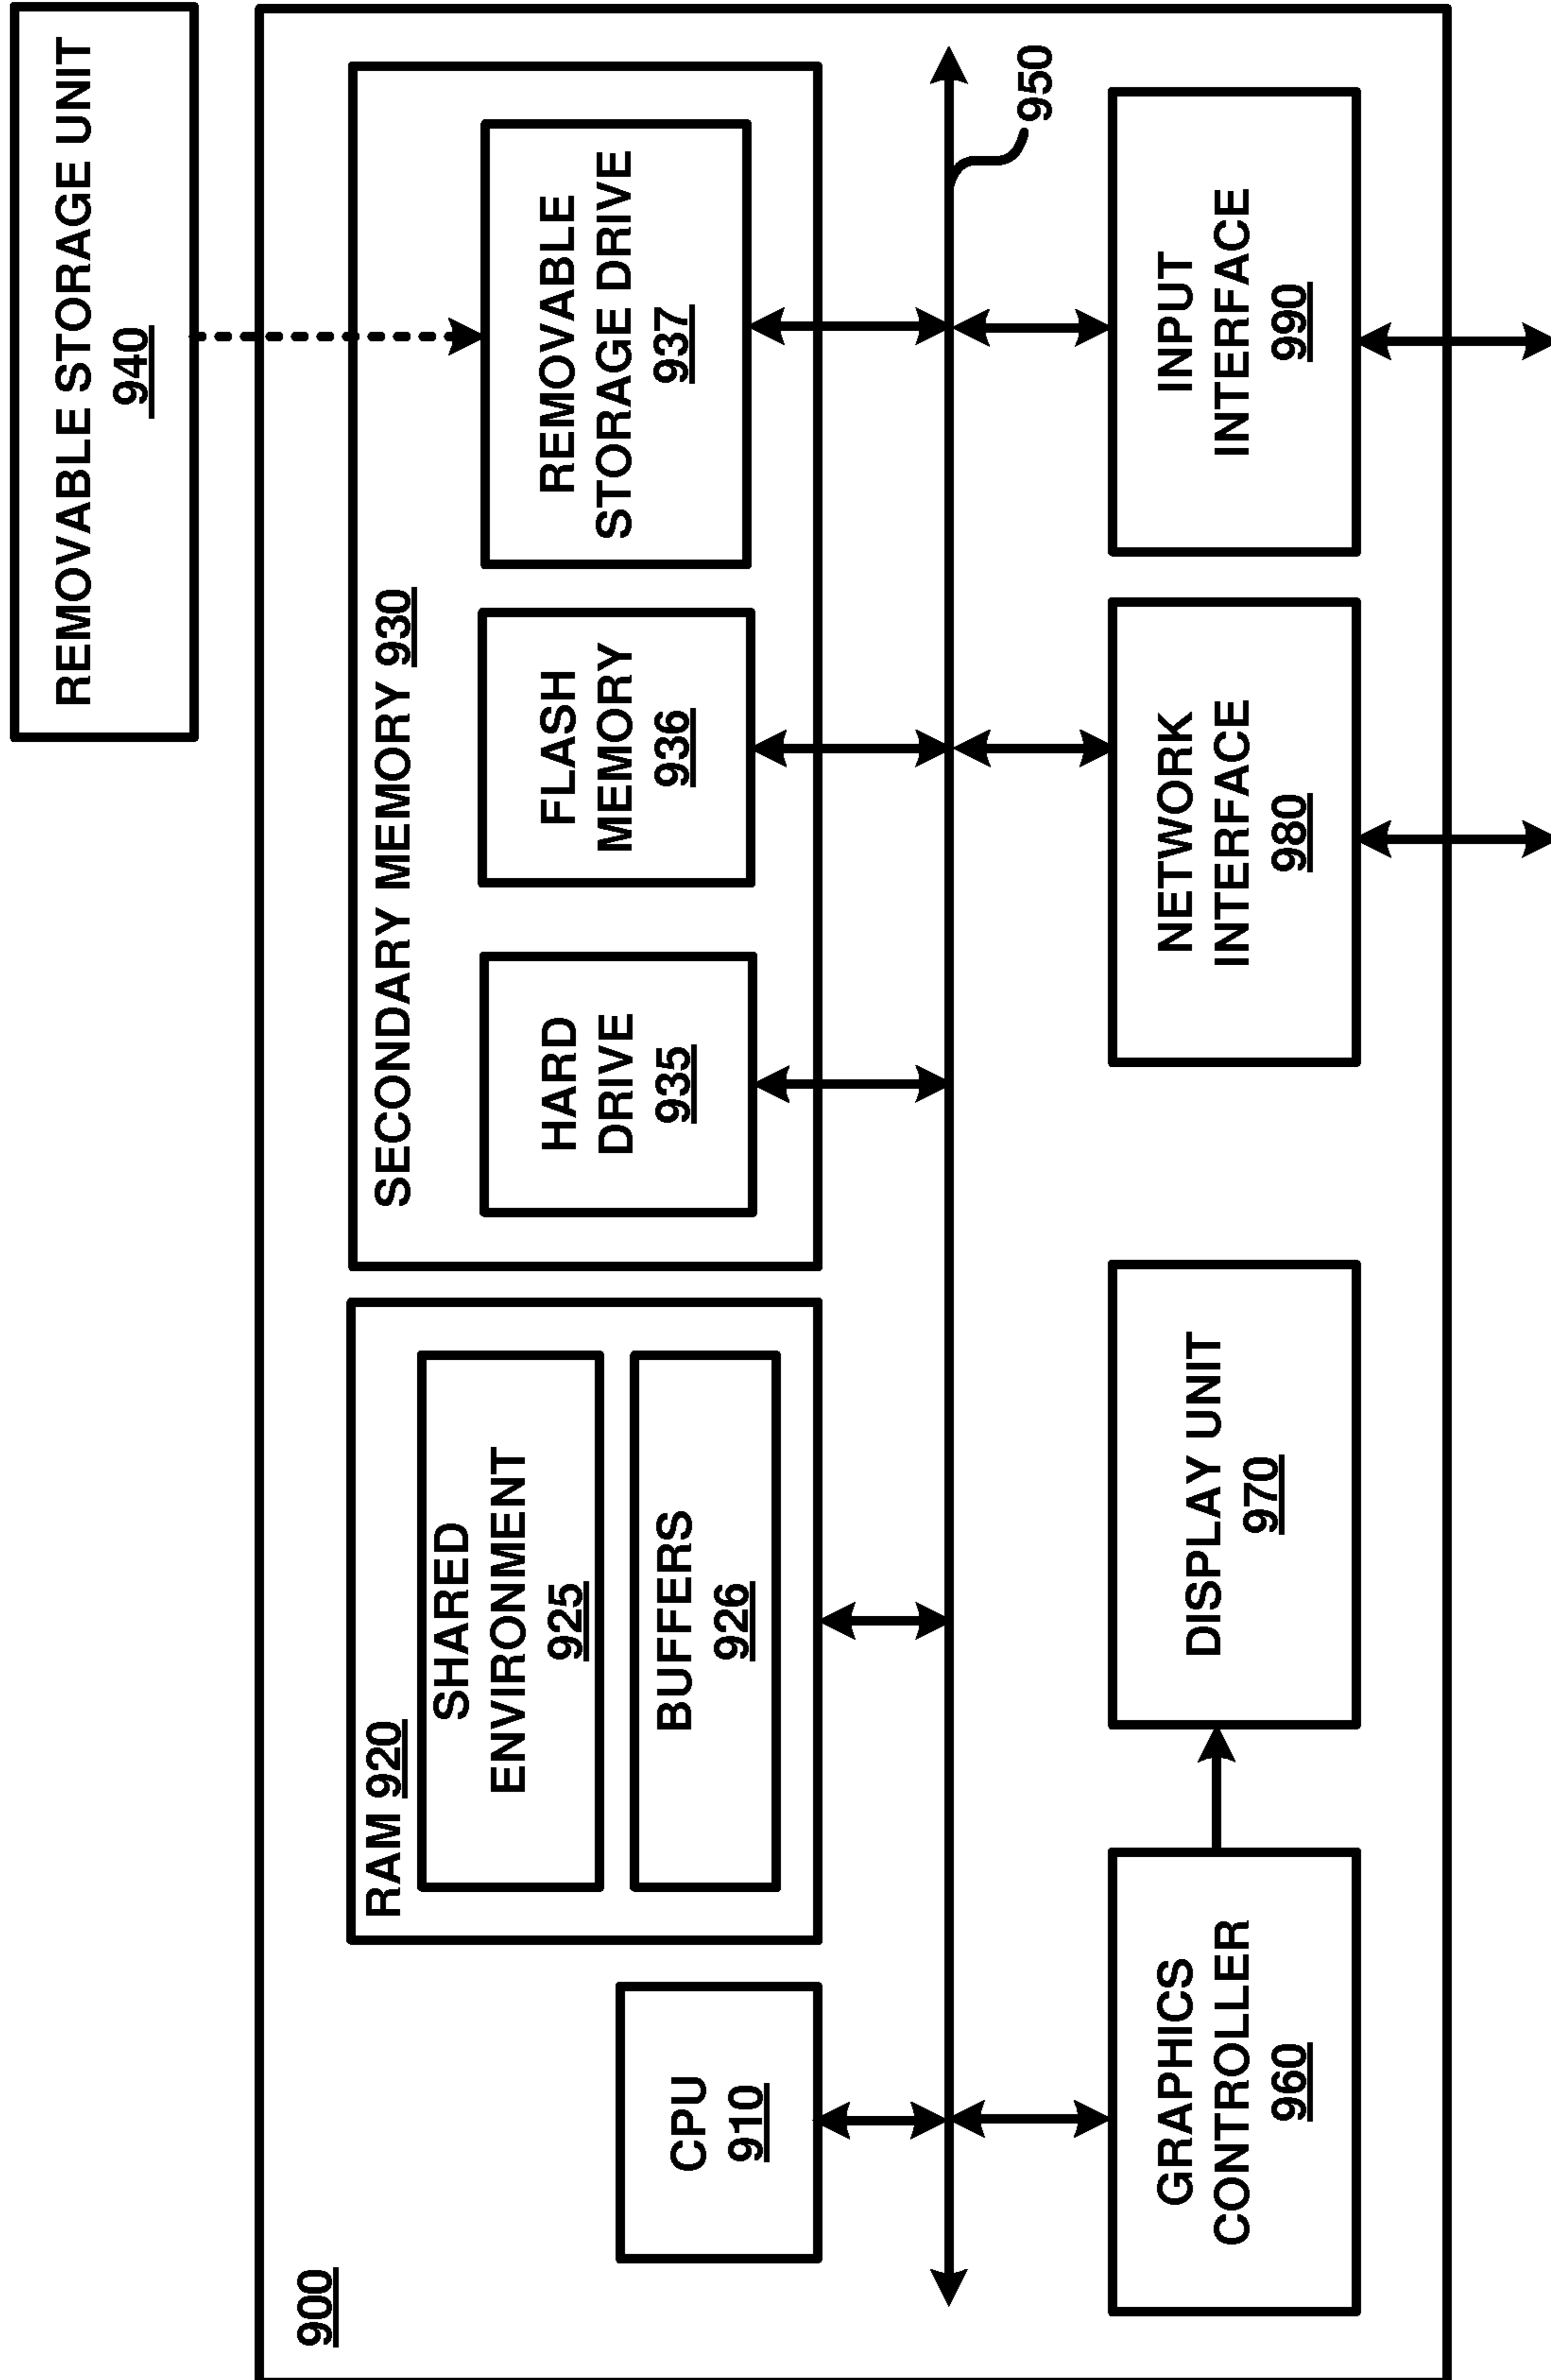 REMOVABLE STORAGE UNIT
940
900
CPU
910
RAM 920
SHARED
ENVIRONMENT
925
BUFFERS
926
SECONDARY MEMORY 930
HARD
DRIVE
935
FLASH
MEMORY
936
REMOVABLE
STORAGE DRIVE
937
950
GRAPHICS
CONTROLLER
960
DISPLAY UNIT
970
NETWORK
INTERFACE
980
INPUT
INTERFACE
990